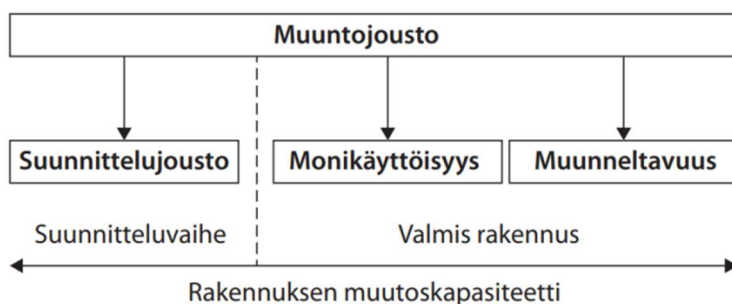 Muuntojousto
Suunnittelujousto Monikäyttöisyys Muunneltavuus
Suunnitteluvaihe Valmis rakennus
Rakennuksen muutoskapasiteetti